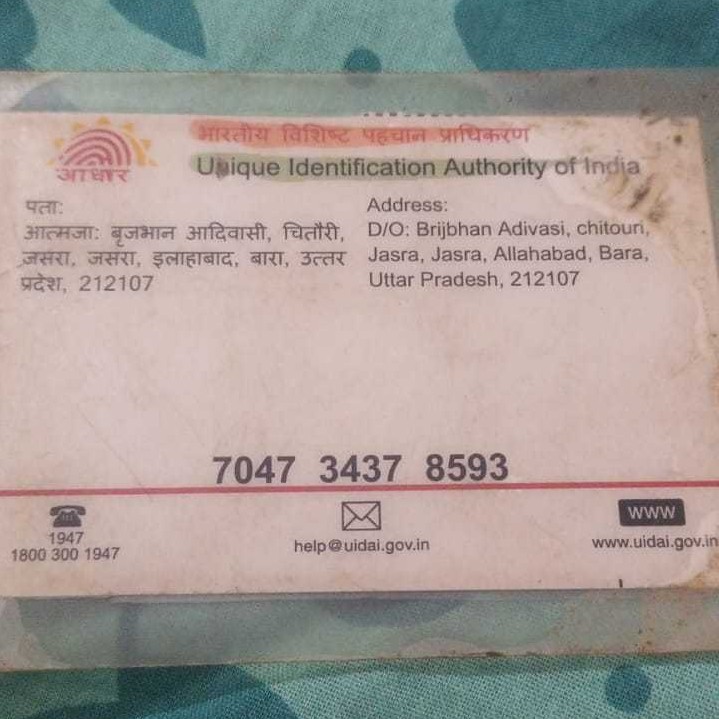 भारतीय विशिष्ट पहचान प्राधिकरण
Unique Identification Authority of India
आधार
पता:
आत्मजा: बृजभान आदिवासी, चितौरी,
जसरा, जसरा, इलाहाबाद, बारा, उत्तर
प्रदेश, 212107
Address:
D/O: Brijbhan Adivasi, chitouri,
Jasra, Jasra, Allahabad, Bara,
Uttar Pradesh, 212107
7047 3437 8593
1947
1800 300 1947
help@uidai.gov.in
www
www.uidai.gov.in